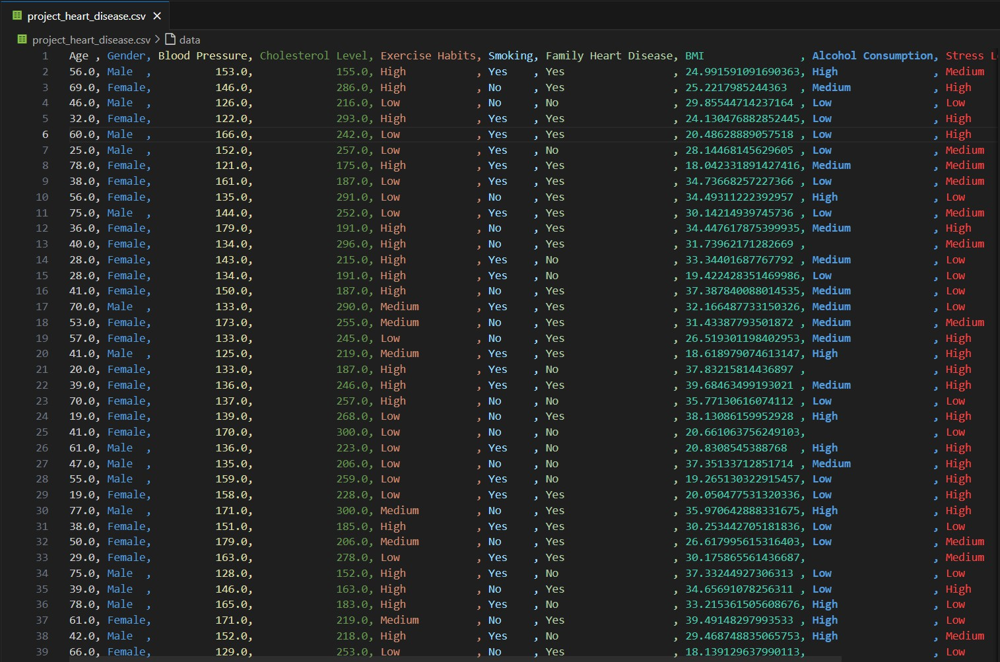 project_heart_disease.csv
project_heart_disease.csv > data
1 Age , Gender, Blood Pressure, Cholesterol Level, Exercise Habits, Smoking, Family Heart Disease, BMI , Alcohol Consumption, Stress L
2 56.0, Male , 153.0, 155.0, High , Yes , Yes , 24.991591091690363, High , Medium
3 69.0, Female, 146.0, 286.0, High , No , Yes , 25.2217985244363 , Medium , High
4 46.0, Male , 126.0, 216.0, Low , No , No , 29.85544714237164 , Low , Low
5 32.0, Female, 122.0, 293.0, High , Yes , Yes , 24.130476882852445, Low , High
6 60.0, Male , 166.0, 242.0, Low , Yes , Yes , 20.48628889057518 , Low , High
7 25.0, Male , 152.0, 257.0, Low , Yes , No , 28.14468145629605 , Low , Medium
8 78.0, Female, 121.0, 175.0, High , Yes , Yes , 18.042331891427416, Medium , Medium
9 38.0, Female, 161.0, 187.0, Low , Yes , Yes , 34.73668257227366 , Low , Medium
10 56.0, Female, 135.0, 291.0, Low , No , Yes , 34.49311222392957 , High , Low
11 75.0, Male , 144.0, 252.0, Low , Yes , Yes , 30.14214939745736 , Low , Medium
12 36.0, Female, 179.0, 191.0, High , No , Yes , 34.447617875399935, Medium , High
13 40.0, Female, 134.0, 296.0, High , No , Yes , 31.73962171282669 , , Medium
14 28.0, Female, 143.0, 215.0, High , Yes , No , 33.34401687767792 , Medium , Low
15 28.0, Female, 134.0, 191.0, High , Yes , No , 19.422428351469986, Low , Low
16 41.0, Female, 150.0, 187.0, High , No , Yes , 37.387840088014535, Medium , Low
17 70.0, Male , 133.0, 290.0, Medium , Yes , Yes , 32.166487733150326, Medium , Low
18 53.0, Female, 173.0, 255.0, Medium , No , Yes , 31.43387793501872 , Medium , Medium
19 57.0, Female, 133.0, 245.0, Low , No , Yes , 26.519301198402953, Medium , High
20 41.0, Male , 125.0, 219.0, Medium , Yes , Yes , 18.618979074613147, High , High
21 20.0, Female, 133.0, 187.0, High , Yes , No , 37.83215814436897 , , High
22 39.0, Female, 136.0, 246.0, High , Yes , Yes , 39.68463499193021 , Medium , High
23 70.0, Female, 137.0, 257.0, High , No , No , 35.77130616074112 , Low , Low
24 19.0, Female, 139.0, 268.0, Low , No , Yes , 38.13086159952928 , High , High
25 41.0, Female, 170.0, 300.0, Low , No , No , 20.661063756249103, , Low
26 61.0, Male , 136.0, 223.0, Low , Yes , No , 20.8308545388768 , High , High
27 47.0, Male , 135.0, 206.0, Low , No , No , 37.35133712851714 , Medium , High
28 55.0, Male , 159.0, 259.0, Low , Yes , No , 19.265130322915457, Low , High
29 19.0, Female, 158.0, 228.0, Low , Yes , Yes , 20.050477531320336, Low , High
30 77.0, Male , 171.0, 300.0, Medium , No , Yes , 35.970642888331675, High , High
31 38.0, Female, 151.0, 185.0, High , Yes , Yes , 30.253442705181836, Low , Low
32 50.0, Female, 179.0, 206.0, Medium , No , Yes , 26.617995615316403, Low , Medium
33 29.0, Female, 163.0, 278.0, Low , Yes , Yes , 30.175865561436687, , Medium
34 75.0, Male , 128.0, 152.0, High , Yes , No , 37.33244927306313 , Low , Low
35 39.0, Male , 146.0, 163.0, High , No , Yes , 34.65691078256311 , Low , High
36 78.0, Male , 165.0, 183.0, High , Yes , No , 33.215361505608676, High , Low
37 61.0, Female, 171.0, 219.0, Medium , No , Yes , 39.49148297993533 , High , Low
38 42.0, Male , 152.0, 218.0, High , Yes , No , 29.468748835065753, High , Medium
39 66.0, Female, 129.0, 253.0, Low , No , Yes , 18.139129637990113, , Low